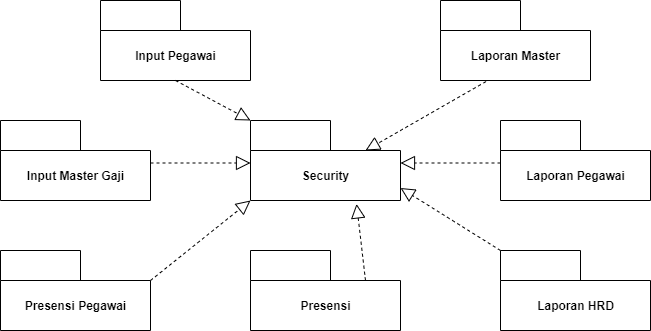 Input Pegawai
Laporan Master
Input Master Gaji
Security
Laporan Pegawai
Presensi Pegawai
Presensi
Laporan HRD